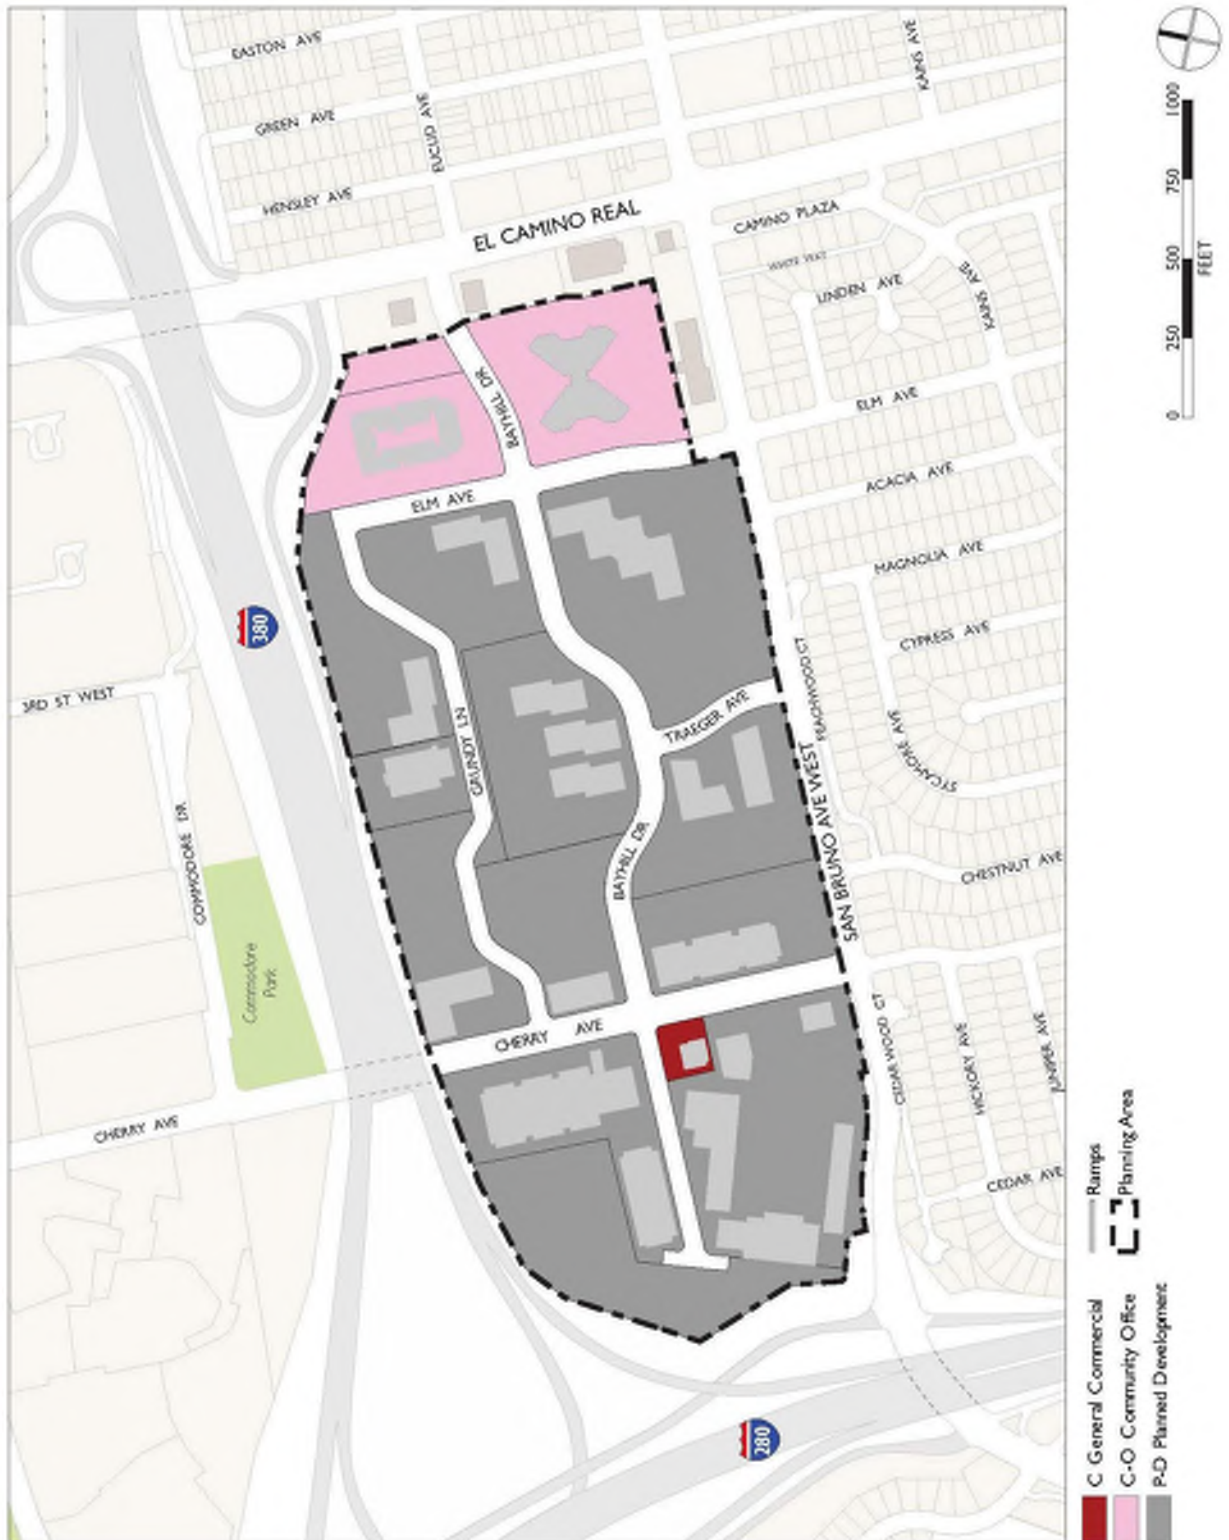 EASTON AVE
GREEN AVE
HENSLEY AVE
EUCLID AVE
KAINS AVE
EL CAMINO REAL
CAMINO PLAZA
WHITE WAY
LINDEN AVE
KAINS AVE
ELM AVE
ACACIA AVE
MAGNOLIA AVE
CYPRESS AVE
SYCAMORE AVE
CHESTNUT AVE
BAYHILL DR
ELM AVE
380
3RD ST WEST
COMMODORE DR
Commodore
Park
GRUNDY LN
TRAEGER AVE
BAYHILL DR
SAN BRUNO AVE WEST
CHERRY AVE
CHERRY AVE
CEDARWOOD CT
HICKORY AVE
JUNIPER AVE
CEDAR AVE
280
0 250 500 750 1000
FEET
C General Commercial
C-O Community Office
P-D Planned Development
Ramps
Planning Area